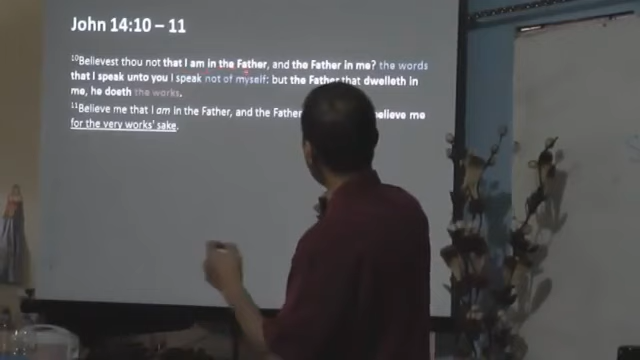 John 14:10 – 11
10Believest thou not that I am in the Father, and the Father in me? the words
that I speak unto you I speak not of myself: but the Father that dwelleth in
me, he doeth the works.
11Believe me that I am in the Father, and the Father believe me
for the very works' sake.